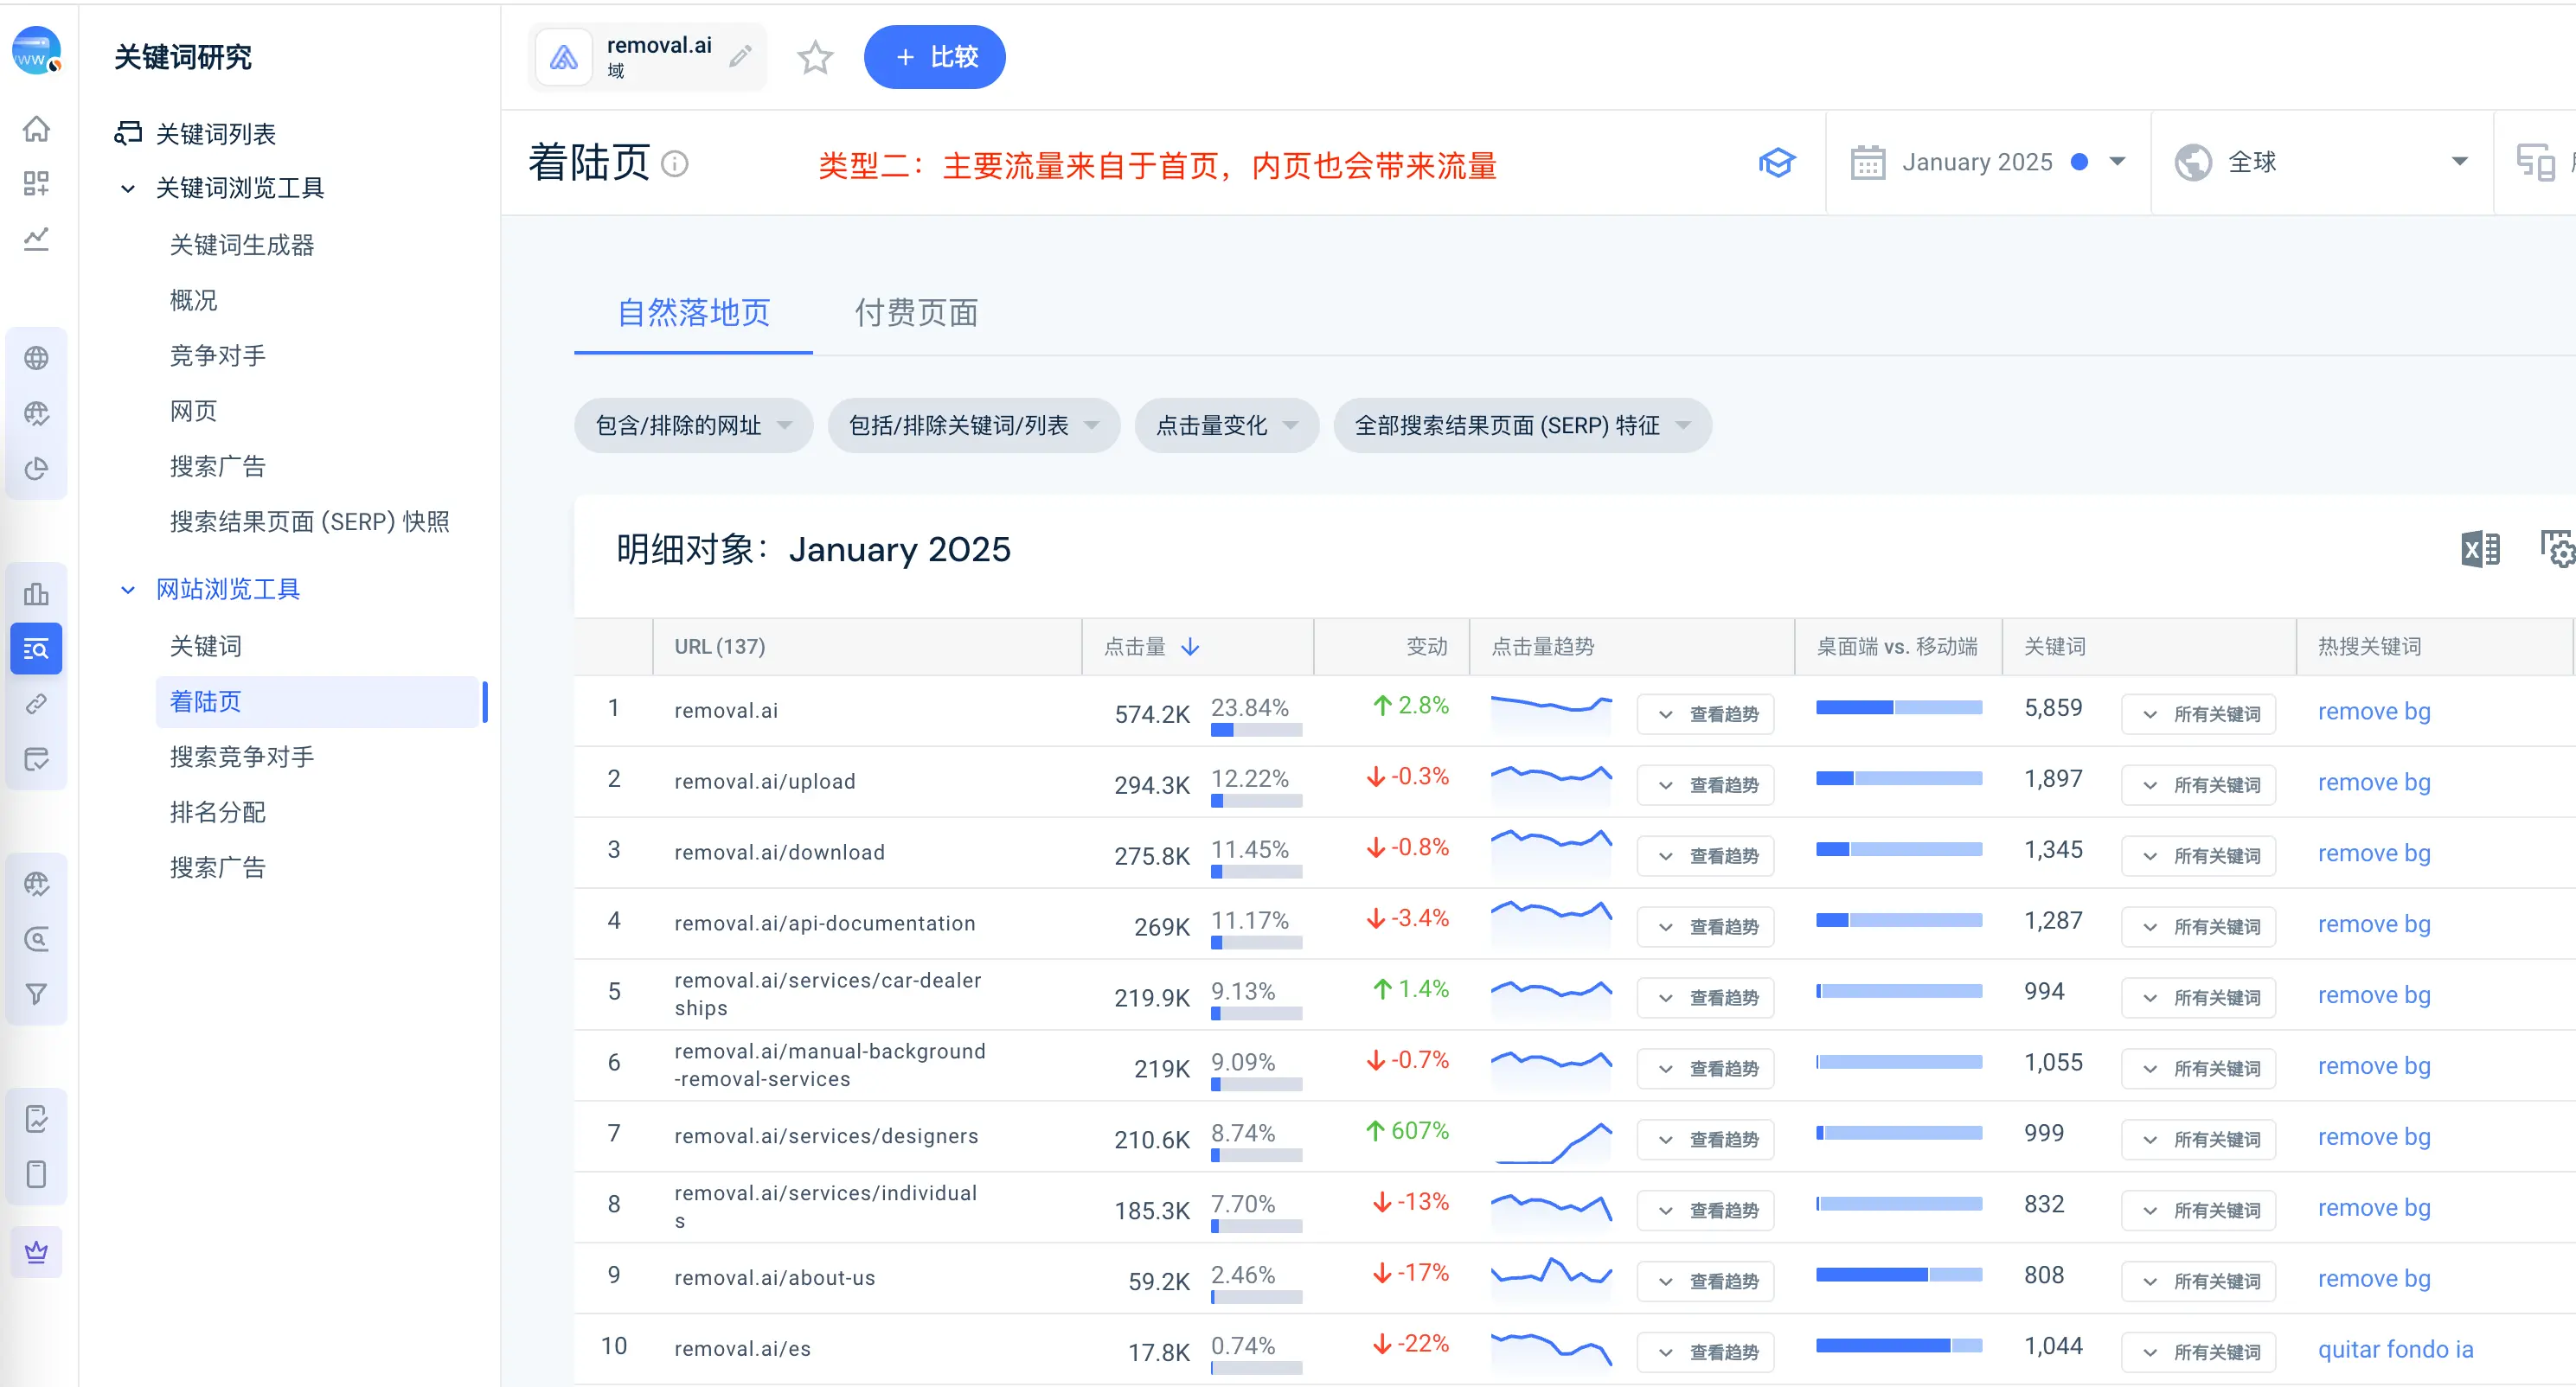 removal.ai
域
+ 比较
关键词研究
关键词列表
关键词浏览工具
关键词生成器
概况
竞争对手
网页
搜索广告
搜索结果页面 (SERP) 快照
网站浏览工具
关键词
着陆页
搜索竞争对手
排名分配
搜索广告
着陆页
类型二：主要流量来自于首页，内页也会带来流量
January 2025
全球
自然落地页 付费页面
包含/排除的网址 包括/排除关键词/列表 点击量变化 全部搜索结果页面 (SERP) 特征
明细对象：January 2025
URL (137) 点击量 变动 点击量趋势 桌面端 vs. 移动端 关键词 热搜关键词
1 removal.ai 574.2K 23.84% 2.8% 查看趋势 5,859 所有关键词 remove bg
2 removal.ai/upload 294.3K 12.22% -0.3% 查看趋势 1,897 所有关键词 remove bg
3 removal.ai/download 275.8K 11.45% -0.8% 查看趋势 1,345 所有关键词 remove bg
4 removal.ai/api-documentation 269K 11.17% -3.4% 查看趋势 1,287 所有关键词 remove bg
5 removal.ai/services/car-dealer
ships 219.9K 9.13% 1.4% 查看趋势 994 所有关键词 remove bg
6 removal.ai/manual-background
-removal-services 219K 9.09% -0.7% 查看趋势 1,055 所有关键词 remove bg
7 removal.ai/services/designers 210.6K 8.74% 607% 查看趋势 999 所有关键词 remove bg
8 removal.ai/services/individual
s 185.3K 7.70% -13% 查看趋势 832 所有关键词 remove bg
9 removal.ai/about-us 59.2K 2.46% -17% 查看趋势 808 所有关键词 remove bg
10 removal.ai/es 17.8K 0.74% -22% 查看趋势 1,044 所有关键词 quitar fondo ia